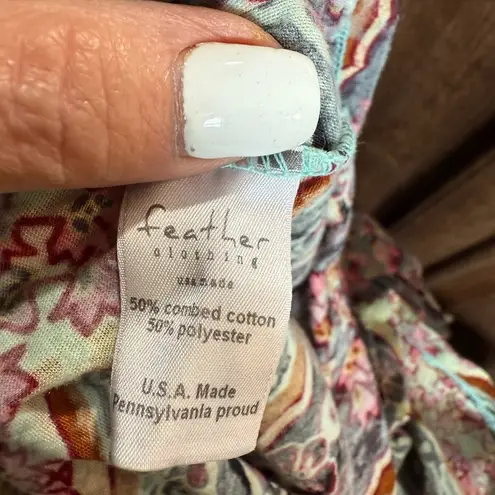 feather
clothing
usa made
50% combed cotton
50% polyester
U.S.A. Made
Pennsylvania proud